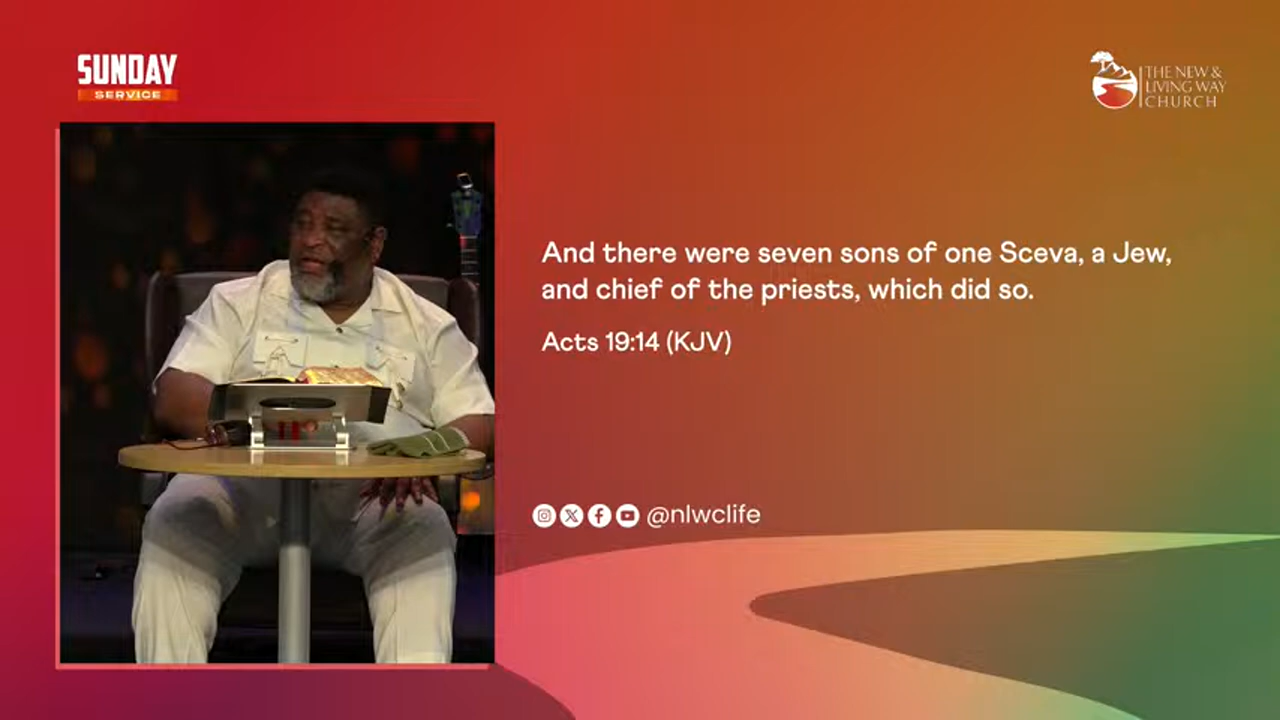 SUNDAY
SERVICE
THE NEW &
LIVING WAY
CHURCH
And there were seven sons of one Sceva, a Jew,
and chief of the priests, which did so.
Acts 19:14 (KJV)
@nlwclife